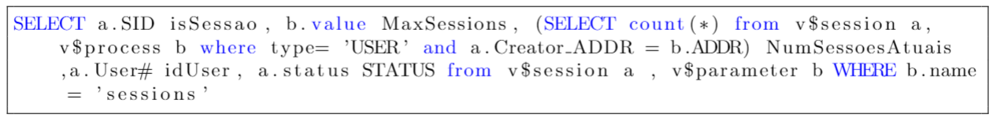 SELECT a.SID isSessao, b.value MaxSessions, (SELECT count(*) from v$session a,
v$process b where type= 'USER' and a.Creator_ADDR = b.ADDR) NumSessoesAtuais
,a.User# idUser, a.status STATUS from v$session a , v$parameter b WHERE b.name
= 'sessions'